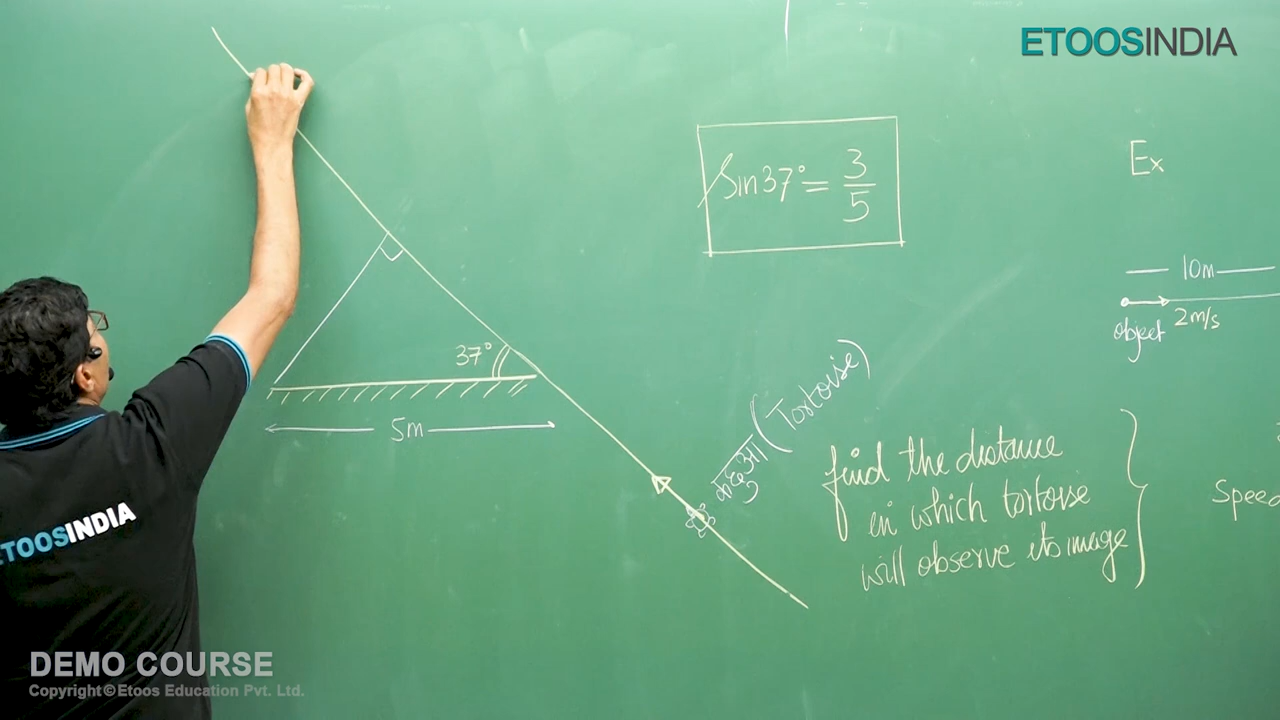 ETOOSINDIA
Sin37° = 3/5
Ex
10m
object
2m/s
37°
5m
कछुआ (Tortoise)
find the distance
in which tortoise
will observe its image
Speed
ETOOSINDIA
DEMO COURSE
Copyright©Etoos Education Pvt. Ltd.